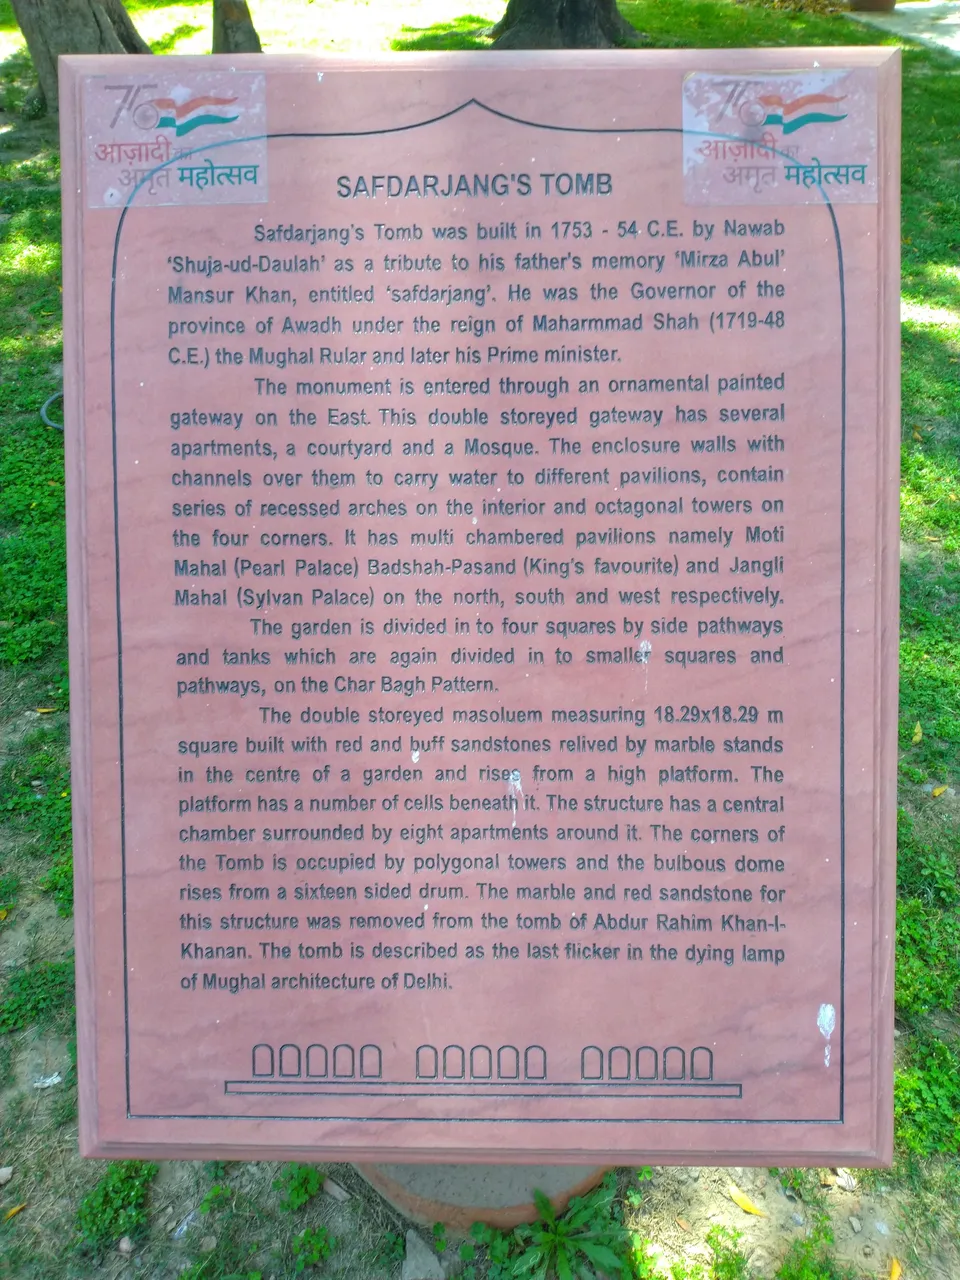 75
आज़ादी का
अमृत महोत्सव
75
आज़ादी का
अमृत महोत्सव
SAFDARJANG'S TOMB
Safdarjang's Tomb was built in 1753 - 54 C.E. by Nawab
‘Shuja-ud-Daulah’ as a tribute to his father's memory ‘Mirza Abul’
Mansur Khan, entitled ‘safdarjang’. He was the Governor of the
province of Awadh under the reign of Maharmmad Shah (1719-48
C.E.) the Mughal Rular and later his Prime minister.
The monument is entered through an ornamental painted
gateway on the East. This double storeyed gateway has several
apartments, a courtyard and a Mosque. The enclosure walls with
channels over them to carry water to different pavilions, contain
series of recessed arches on the interior and octagonal towers on
the four corners. It has multi chambered pavilions namely Moti
Mahal (Pearl Palace) Badshah-Pasand (King's favourite) and Jangli
Mahal (Sylvan Palace) on the north, south and west respectively.
The garden is divided in to four squares by side pathways
and tanks which are again divided in to smaller squares and
pathways, on the Char Bagh Pattern.
The double storeyed masoluem measuring 18.29x18.29 m
square built with red and buff sandstones relived by marble stands
in the centre of a garden and rises from a high platform. The
platform has a number of cells beneath it. The structure has a central
chamber surrounded by eight apartments around it. The corners of
the Tomb is occupied by polygonal towers and the bulbous dome
rises from a sixteen sided drum. The marble and red sandstone for
this structure was removed from the tomb of Abdur Rahim Khan-I-
Khanan. The tomb is described as the last flicker in the dying lamp
of Mughal architecture of Delhi.